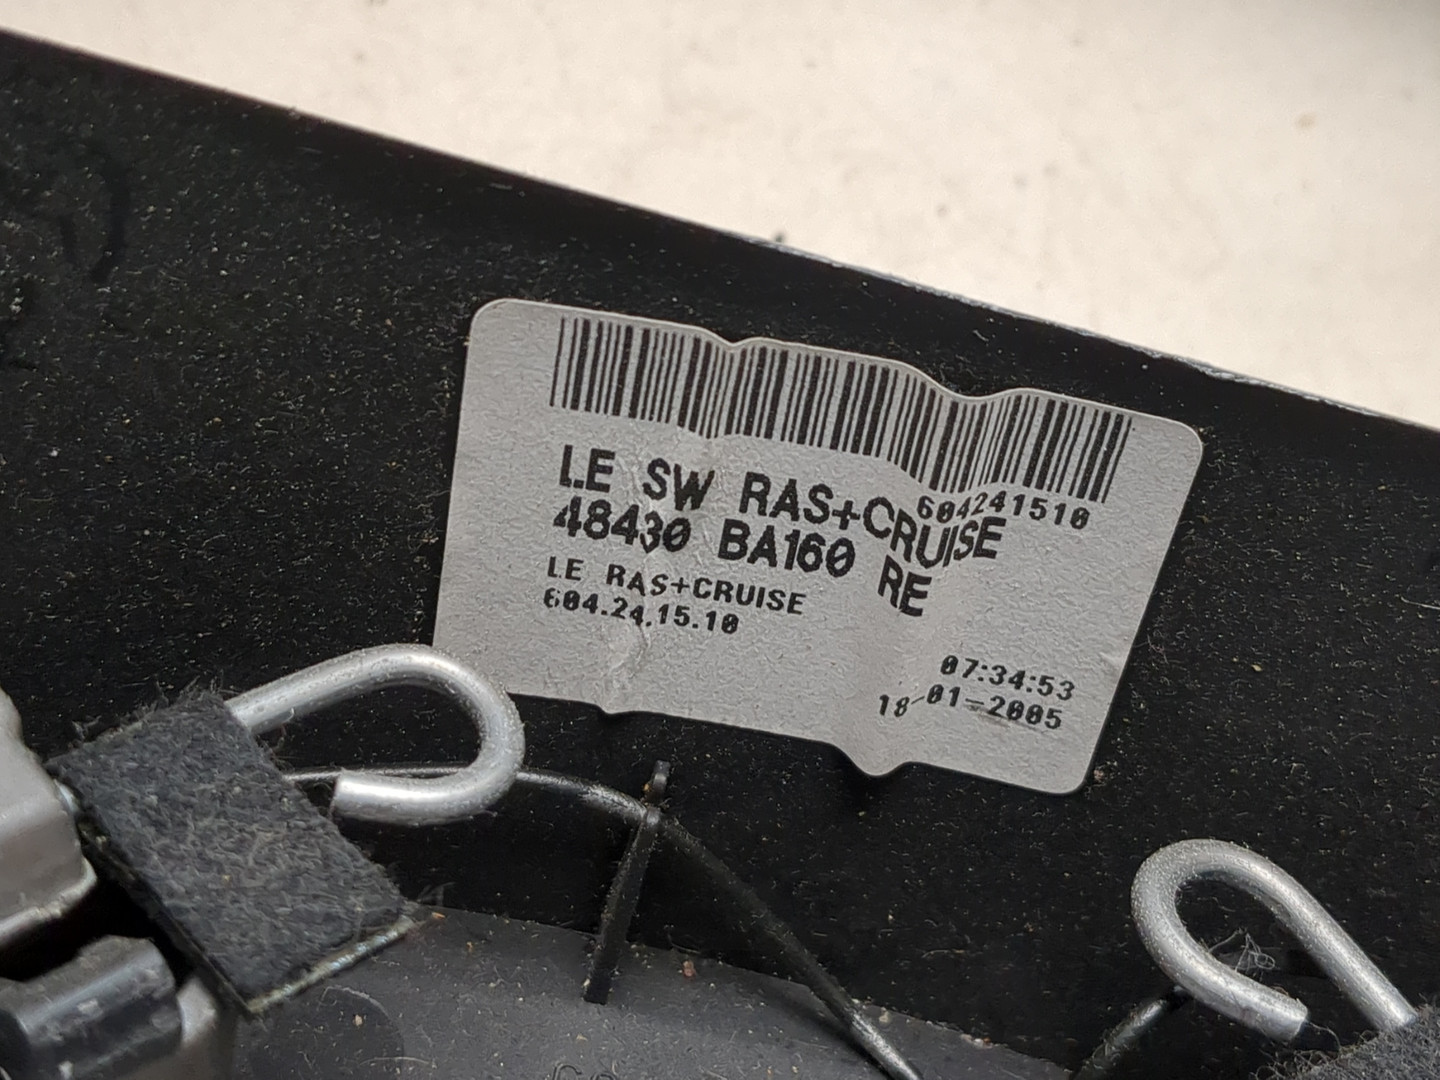 604241510
LE SW RAS+CRUISE
48430 BA160 RE
LE RAS+CRUISE
604.24.15.10
07:34:53
18-01-2005